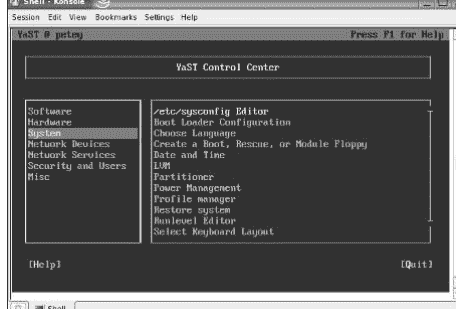 Shell - Konsole
Session Edit View Bookmarks Settings Help
YaST @ petey Press F1 for Help
YaST Control Center
Software
Hardware
System
Network Devices
Network Services
Security and Users
Misc
/etc/sysconfig Editor
Boot Loader Configuration
Choose Language
Create a Boot, Rescue, or Module Floppy
Date and Time
LVM
Partitioner
Power Management
Profile manager
Restore system
Runlevel Editor
Select Keyboard Layout
[Help] [Quit]
Shell